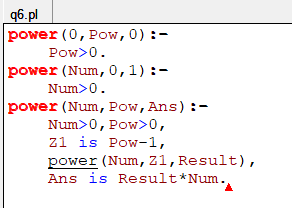 q6.pl
power(0,Pow,0):-
Pow>0.
power(Num,0,1):-
Num>0.
power(Num,Pow,Ans):-
Num>0,Pow>0,
Z1 is Pow-1,
power(Num,Z1,Result),
Ans is Result*Num.